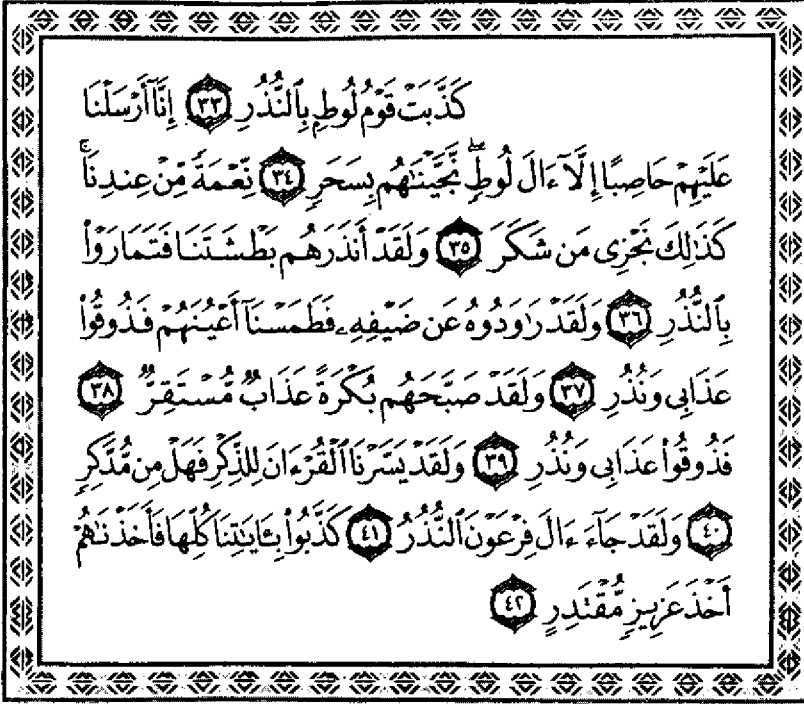 كَذَّبَتْ قَوْمُ لُوطٍۭ بِٱلنُّذُرِ ٣٣ إِنَّآ أَرْسَلْنَا
عَلَيْهِمْ حَاصِبًا إِلَّآ ءَالَ لُوطٍۖ نَّجَّيْنَٰهُم بِسَحَرٍ ٣٤ نِّعْمَةً مِّنْ عِندِنَاۚ
كَذَٰلِكَ نَجْزِى مَن شَكَرَ ٣٥ وَلَقَدْ أَنذَرَهُم بَطْشَتَنَا فَتَمَارَوْا۟
بِٱلنُّذُرِ ٣٦ وَلَقَدْ رَٰوَدُوهُ عَن ضَيْفِهِۦ فَطَمَسْنَآ أَعْيُنَهُمْ فَذُوقُوا۟
عَذَابِى وَنُذُرِ ٣٧ وَلَقَدْ صَبَّحَهُم بُكْرَةً عَذَابٌ مُّسْتَقِرٌّ ٣٨
فَذُوقُوا۟ عَذَابِى وَنُذُرِ ٣٩ وَلَقَدْ يَسَّرْنَا ٱلْقُرْءَانَ لِلذِّكْرِ فَهَلْ مِن مُّدَّكِرٍ
٤٠ وَلَقَدْ جَآءَ ءَالَ فِرْعَوْنَ ٱلنُّذُرُ ٤١ كَذَّبُوا۟ بِـَٔايَٰتِنَا كُلِّهَا فَأَخَذْنَٰهُمْ
أَخْذَ عَزِيزٍ مُّقْتَدِرٍ ٤٢